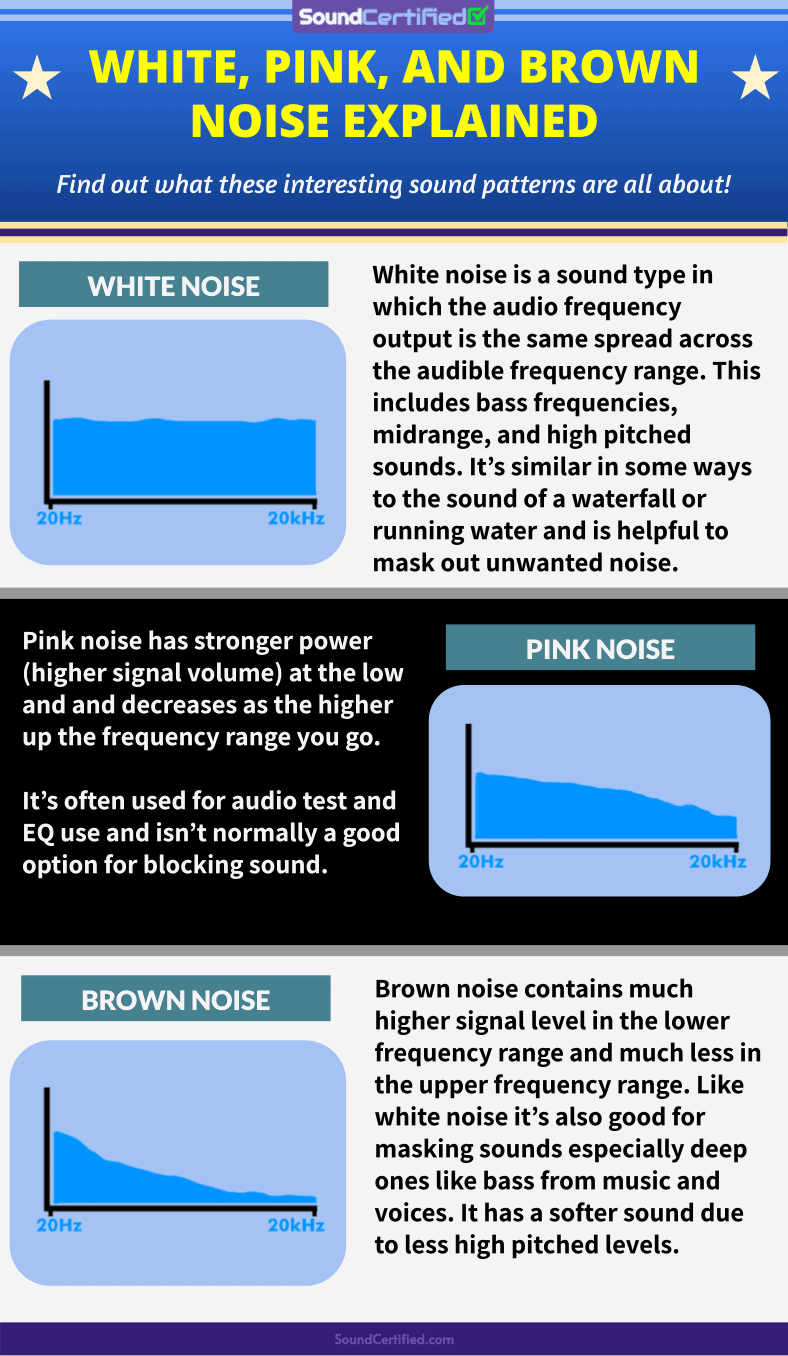 SoundCertified
WHITE, PINK, AND BROWN
NOISE EXPLAINED
Find out what these interesting sound patterns are all about!
WHITE NOISE
20Hz 20kHz
White noise is a sound type in
which the audio frequency
output is the same spread across
the audible frequency range. This
includes bass frequencies,
midrange, and high pitched
sounds. It's similar in some ways
to the sound of a waterfall or
running water and is helpful to
mask out unwanted noise.
Pink noise has stronger power
(higher signal volume) at the low
and and decreases as the higher
up the frequency range you go.
It's often used for audio test and
EQ use and isn't normally a good
option for blocking sound.
PINK NOISE
20Hz 20kHz
BROWN NOISE
20Hz 20kHz
Brown noise contains much
higher signal level in the lower
frequency range and much less in
the upper frequency range. Like
white noise it's also good for
masking sounds especially deep
ones like bass from music and
voices. It has a softer sound due
to less high pitched levels.
SoundCertified.com